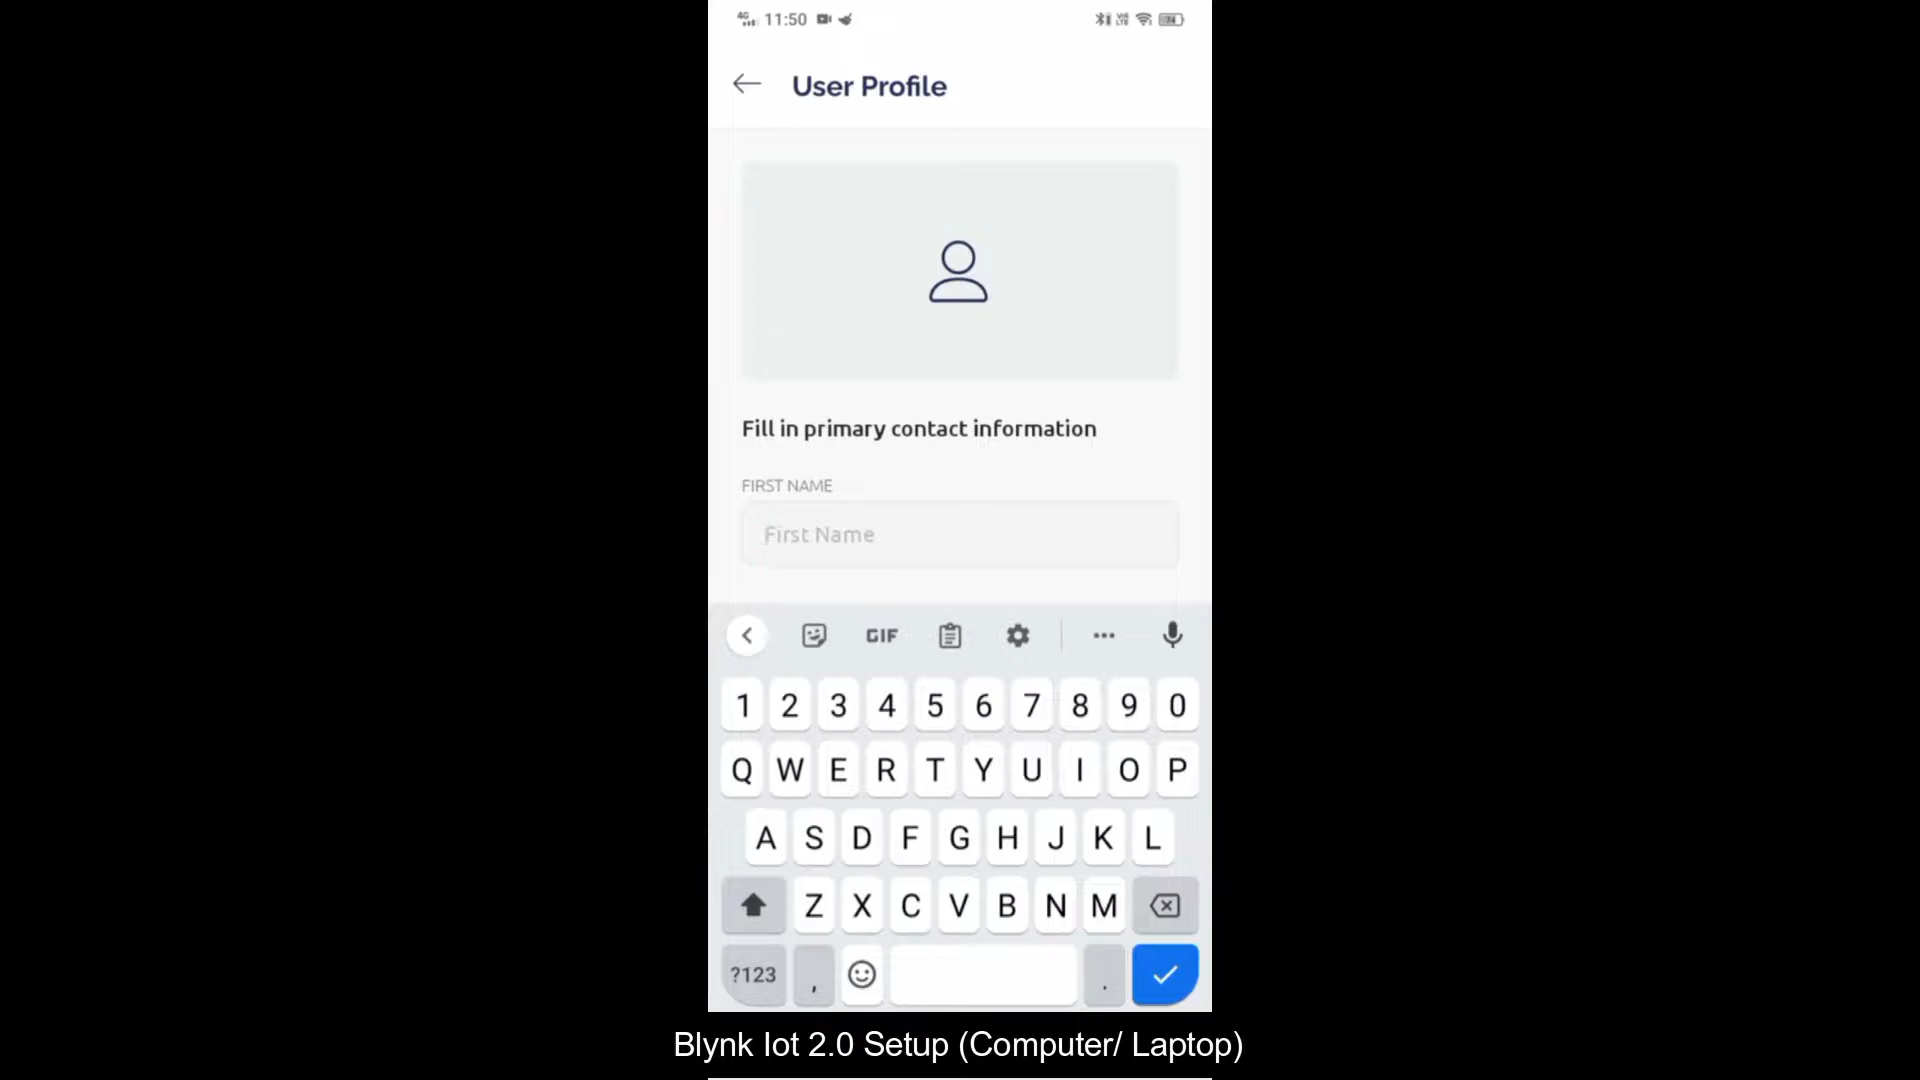 4G 11:50
User Profile
Fill in primary contact information
FIRST NAME
First Name
GIF
1 2 3 4 5 6 7 8 9 0
Q W E R T Y U I O P
A S D F G H J K L
Z X C V B N M
?123 , .
Blynk Iot 2.0 Setup (Computer/ Laptop)